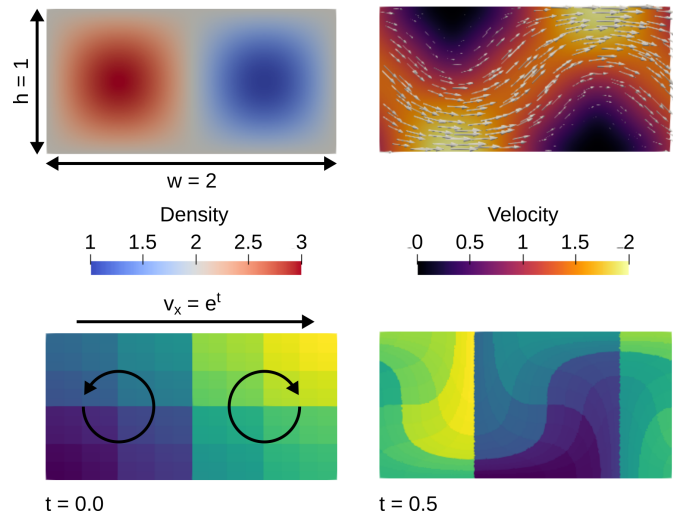 h = 1
w = 2
Density
1 1.5 2 2.5 3
Velocity
0 0.5 1 1.5 2
vₓ = eᵗ
t = 0.0
t = 0.5